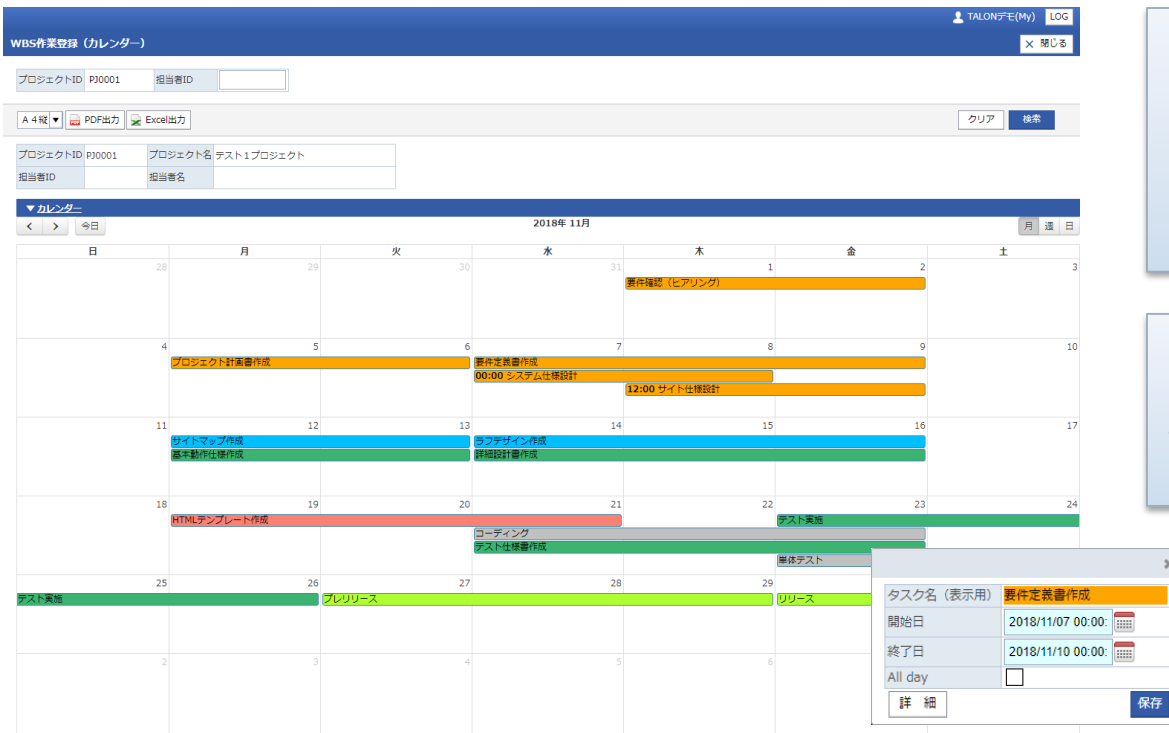 TALONデモ(My) LOG
WBS作業登録（カレンダー） × 閉じる
プロジェクトID PJ0001 担当者ID
A 4縦 ▼ PDF出力 Excel出力 クリア 検索
プロジェクトID PJ0001 プロジェクト名 テスト１プロジェクト
担当者ID 担当者名
▼カレンダー
< > 今日 2018年 11月 月 週 日
日 月 火 水 木 金 土
28 29 30 31 1 2 3
要件確認（ヒアリング）
4 5 6 7 8 9 10
プロジェクト計画書作成 要件定義書作成
00:00 システム仕様設計
12:00 サイト仕様設計
11 12 13 14 15 16 17
サイトマップ作成 ラフデザイン作成
基本動作仕様作成 詳細設計書作成
18 19 20 21 22 23 24
HTMLテンプレート作成 テスト実施
コーディング
テスト仕様書作成
単体テスト
25 26 27 28 29
テスト実施 プレリリース リリース
2 3 4 5 6
タスク名（表示用） 要件定義書作成
開始日 2018/11/07 00:00:
終了日 2018/11/10 00:00:
All day
詳 細 保存